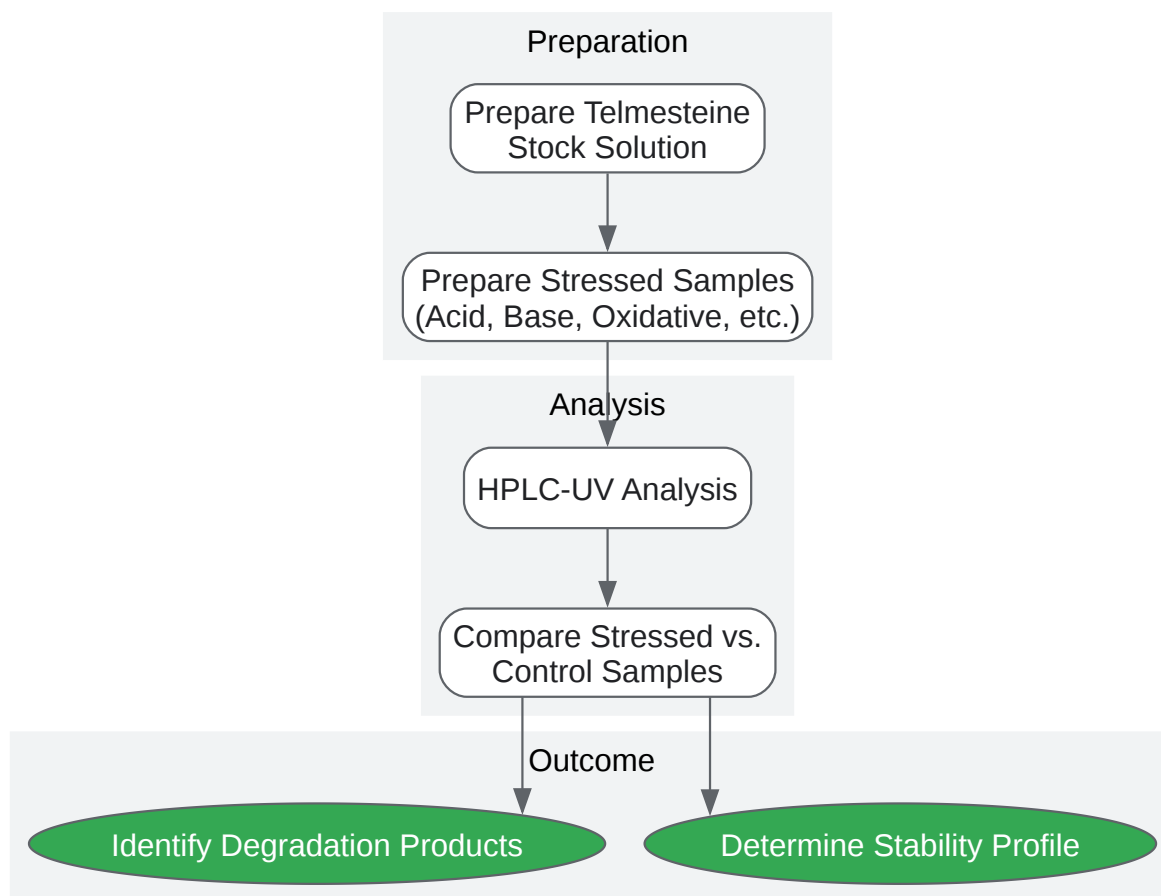 Preparation
Prepare Telmesteine
Stock Solution
Prepare Stressed Samples
(Acid, Base, Oxidative, etc.)
Analysis
HPLC-UV Analysis
Compare Stressed vs.
Control Samples
Outcome
Identify Degradation Products
Determine Stability Profile